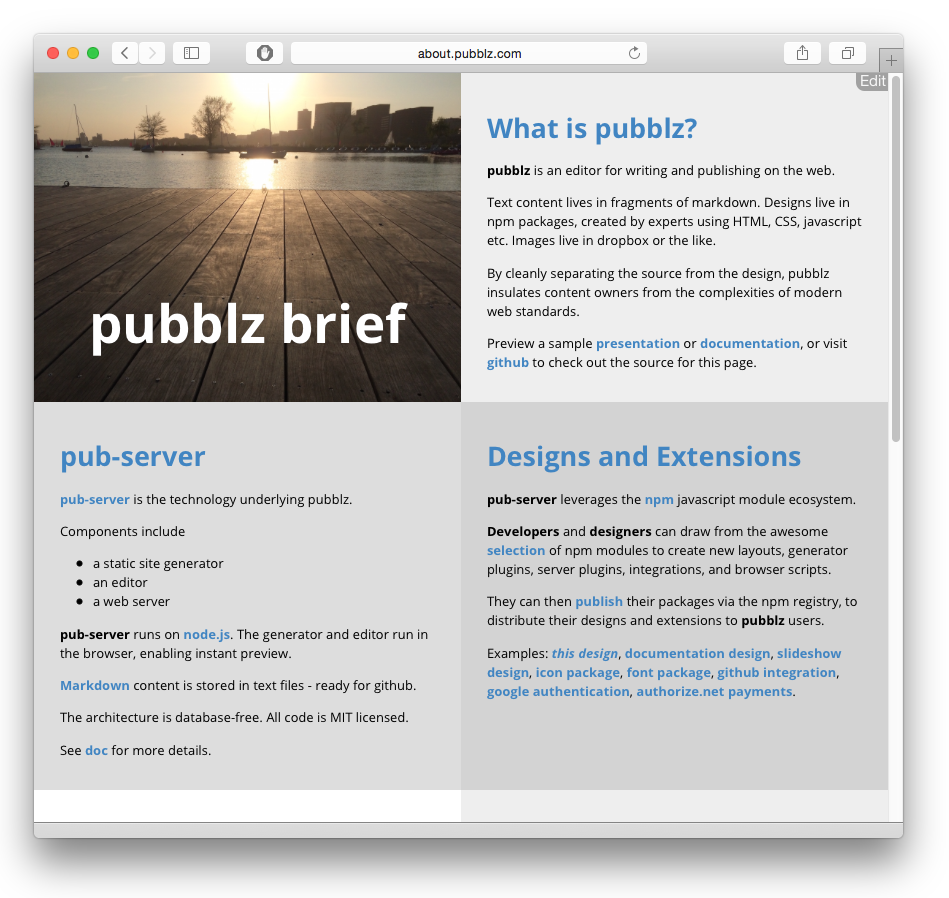 about.pubblz.com
Edit
pubblz brief
What is pubblz?
pubblz is an editor for writing and publishing on the web.
Text content lives in fragments of markdown. Designs live in
npm packages, created by experts using HTML, CSS, javascript
etc. Images live in dropbox or the like.
By cleanly separating the source from the design, pubblz
insulates content owners from the complexities of modern
web standards.
Preview a sample presentation or documentation, or visit
github to check out the source for this page.
pub-server
pub-server is the technology underlying pubblz.
Components include
a static site generator
an editor
a web server
pub-server runs on node.js. The generator and editor run in
the browser, enabling instant preview.
Markdown content is stored in text files - ready for github.
The architecture is database-free. All code is MIT licensed.
See doc for more details.
Designs and Extensions
pub-server leverages the npm javascript module ecosystem.
Developers and designers can draw from the awesome
selection of npm modules to create new layouts, generator
plugins, server plugins, integrations, and browser scripts.
They can then publish their packages via the npm registry, to
distribute their designs and extensions to pubblz users.
Examples: this design, documentation design, slideshow
design, icon package, font package, github integration,
google authentication, authorize.net payments.